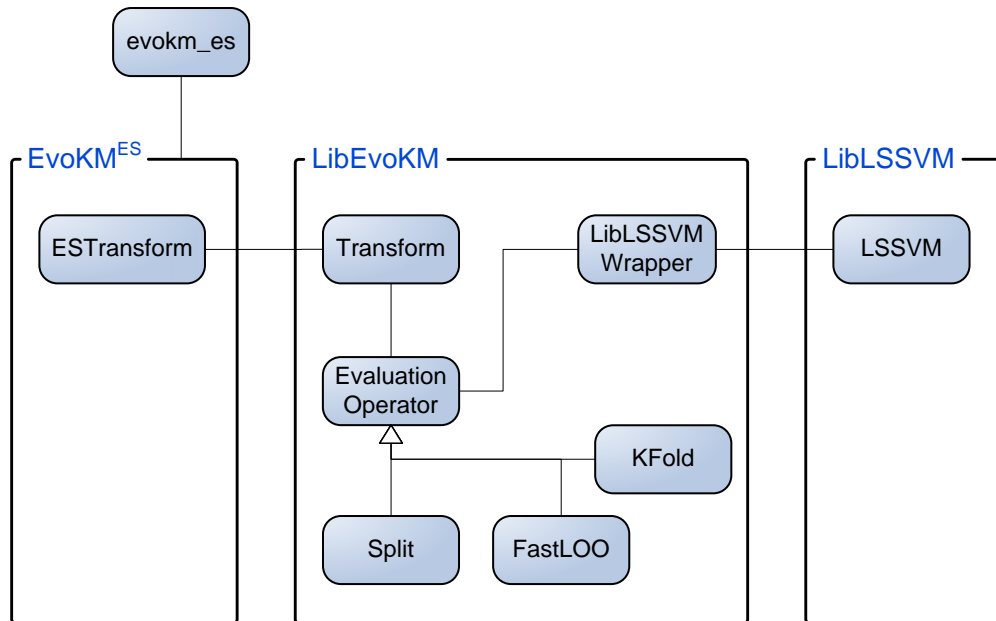 evokm_es
EvoKM^ES
LibEvoKM
LibLSSVM
ESTransform
Transform
LibLSSVM
Wrapper
LSSVM
Evaluation
Operator
KFold
Split
FastLOO